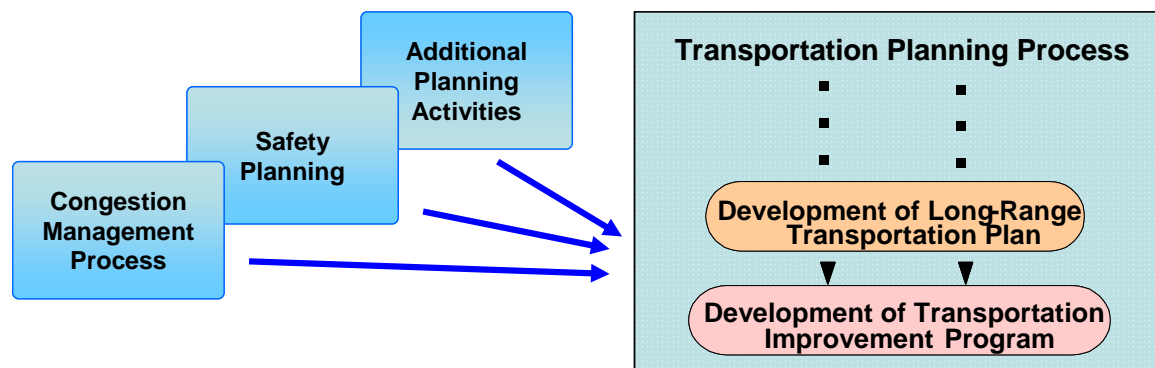 Additional
Planning
Activities
Safety
Planning
Congestion
Management
Process
Transportation Planning Process
Development of Long-Range
Transportation Plan
Development of Transportation
Improvement Program